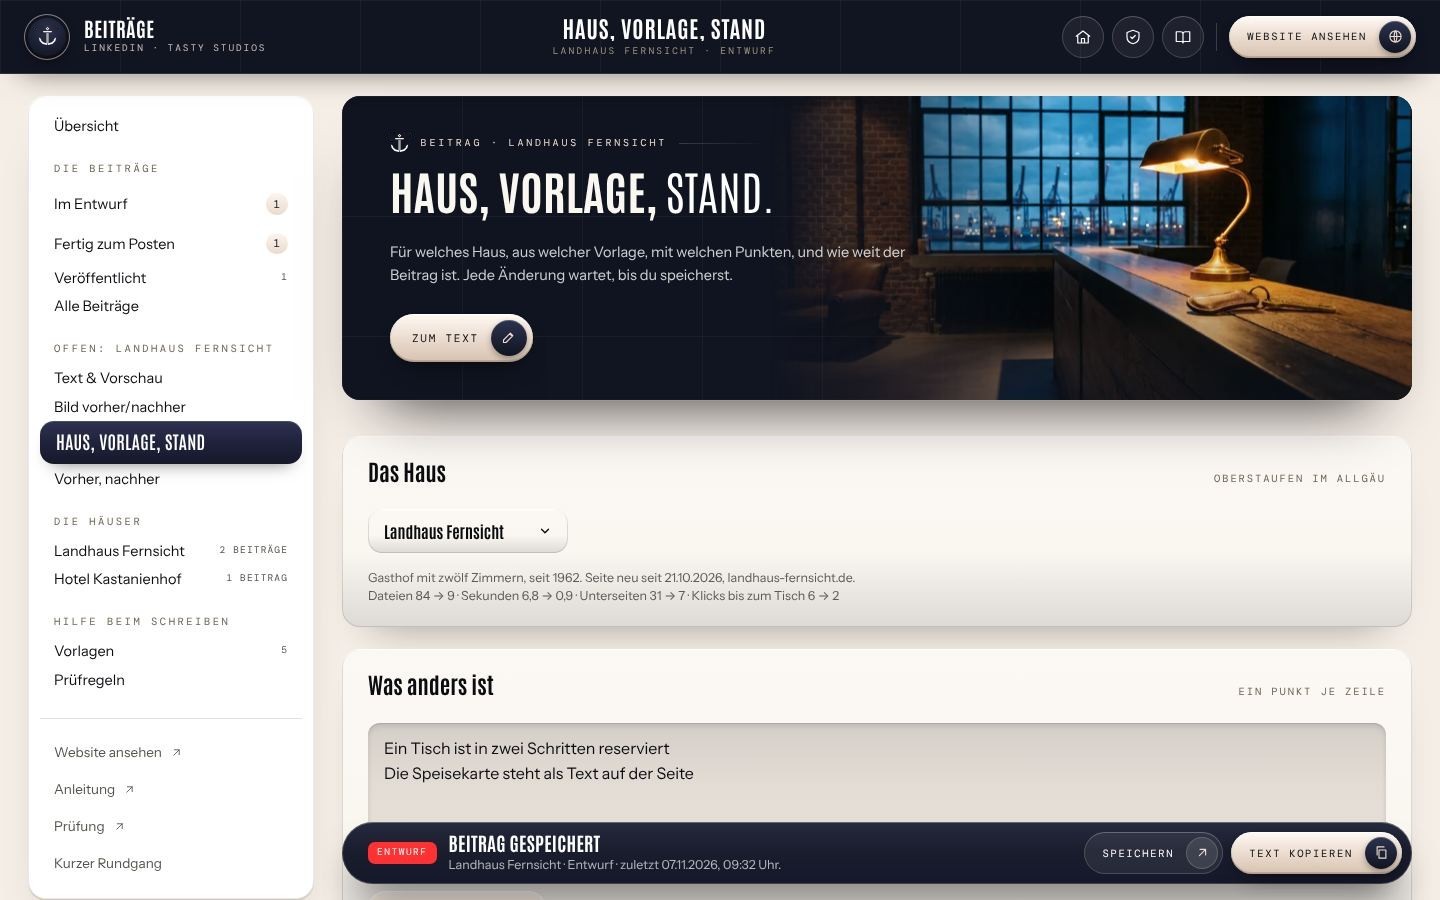 BEITRÄGE
LINKEDIN · TASTY STUDIOS
HAUS, VORLAGE, STAND
LANDHAUS FERNSICHT · ENTWURF
WEBSITE ANSEHEN
Übersicht
DIE BEITRÄGE
Im Entwurf 1
Fertig zum Posten 1
Veröffentlicht 1
Alle Beiträge
OFFEN: LANDHAUS FERNSICHT
Text & Vorschau
Bild vorher/nachher
HAUS, VORLAGE, STAND
Vorher, nachher
DIE HÄUSER
Landhaus Fernsicht 2 BEITRÄGE
Hotel Kastanienhof 1 BEITRAG
HILFE BEIM SCHREIBEN
Vorlagen 5
Prüfregeln
Website ansehen ↗
Anleitung ↗
Prüfung ↗
Kurzer Rundgang
BEITRAG · LANDHAUS FERNSICHT
HAUS, VORLAGE, STAND.
Für welches Haus, aus welcher Vorlage, mit welchen Punkten, und wie weit der
Beitrag ist. Jede Änderung wartet, bis du speicherst.
ZUM TEXT
Das Haus
OBERSTAUFEN IM ALLGÄU
Landhaus Fernsicht
Gasthof mit zwölf Zimmern, seit 1962. Seite neu seit 21.10.2026, landhaus-fernsicht.de.
Dateien 84 → 9 · Sekunden 6,8 → 0,9 · Unterseiten 31 → 7 · Klicks bis zum Tisch 6 → 2
Was anders ist
EIN PUNKT JE ZEILE
Ein Tisch ist in zwei Schritten reserviert
Die Speisekarte steht als Text auf der Seite
ENTWURF
BEITRAG GESPEICHERT
Landhaus Fernsicht · Entwurf · zuletzt 07.11.2026, 09:32 Uhr.
SPEICHERN
TEXT KOPIEREN